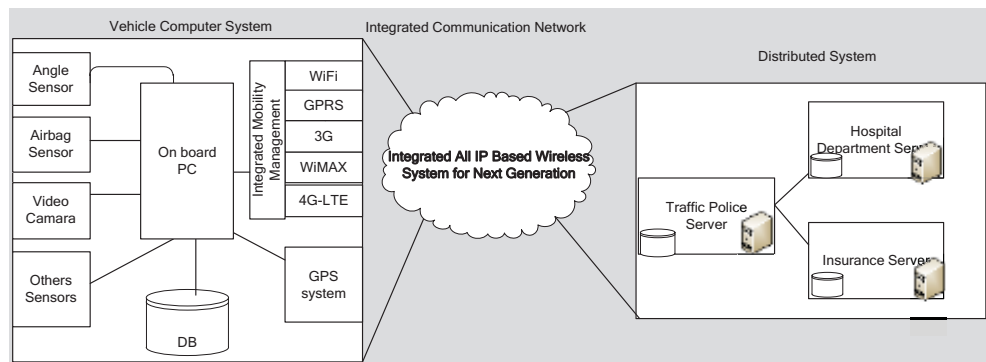 Vehicle Computer System
Integrated Communication Network
Distributed System
Angle
Sensor
Airbag
Sensor
Video
Camara
Others
Sensors
On board
PC
DB
Integrated Mobility
Management
WiFi
GPRS
3G
WiMAX
4G-LTE
GPS
system
Integrated All IP Based Wireless
System for Next Generation
Traffic Police
Server
Hospital
Department Server
Insurance Server